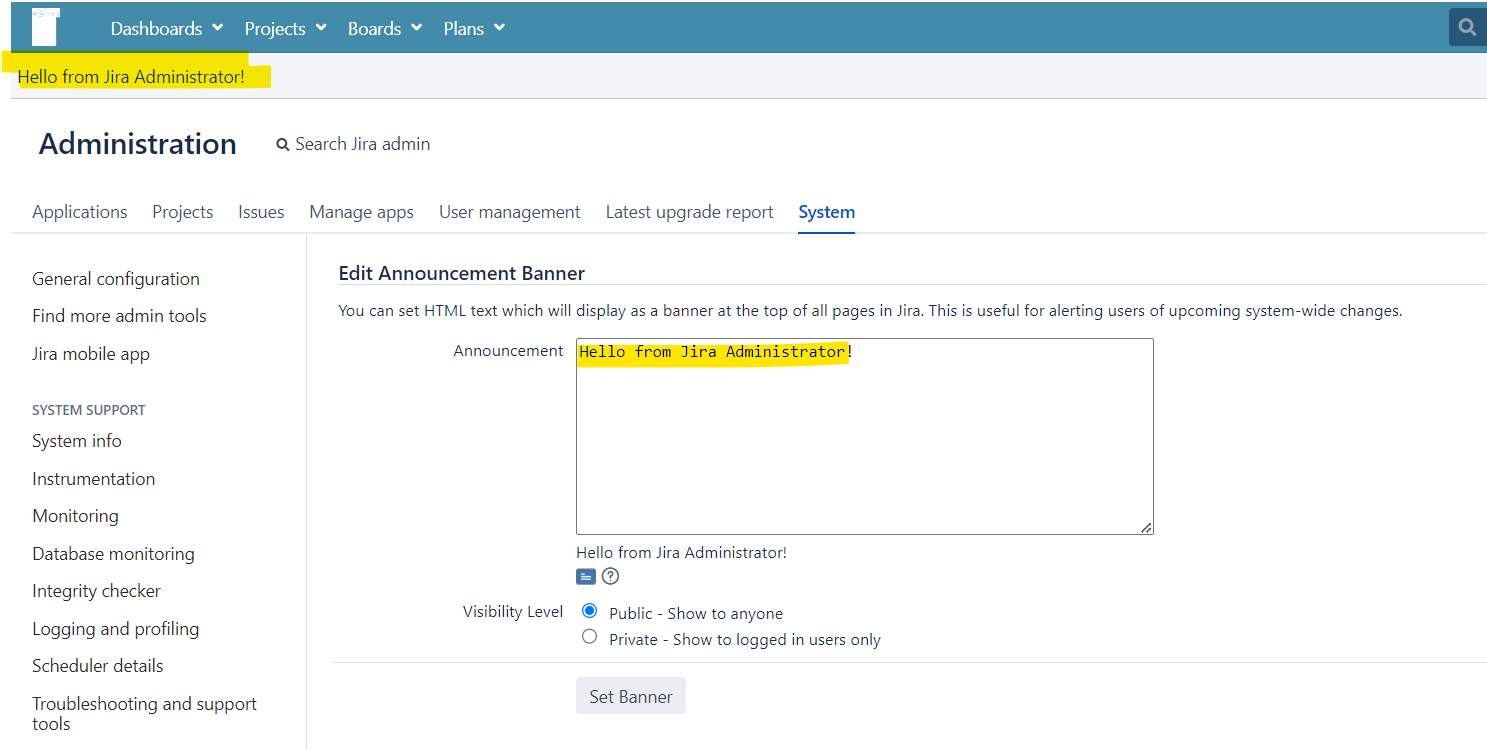 Dashboards Projects Boards Plans
Hello from Jira Administrator!
Administration Search Jira admin
Applications Projects Issues Manage apps User management Latest upgrade report System
General configuration
Find more admin tools
Jira mobile app
SYSTEM SUPPORT
System info
Instrumentation
Monitoring
Database monitoring
Integrity checker
Logging and profiling
Scheduler details
Troubleshooting and support
tools
Edit Announcement Banner
You can set HTML text which will display as a banner at the top of all pages in Jira. This is useful for alerting users of upcoming system-wide changes.
Announcement Hello from Jira Administrator!
Hello from Jira Administrator!
Visibility Level Public - Show to anyone
Private - Show to logged in users only
Set Banner